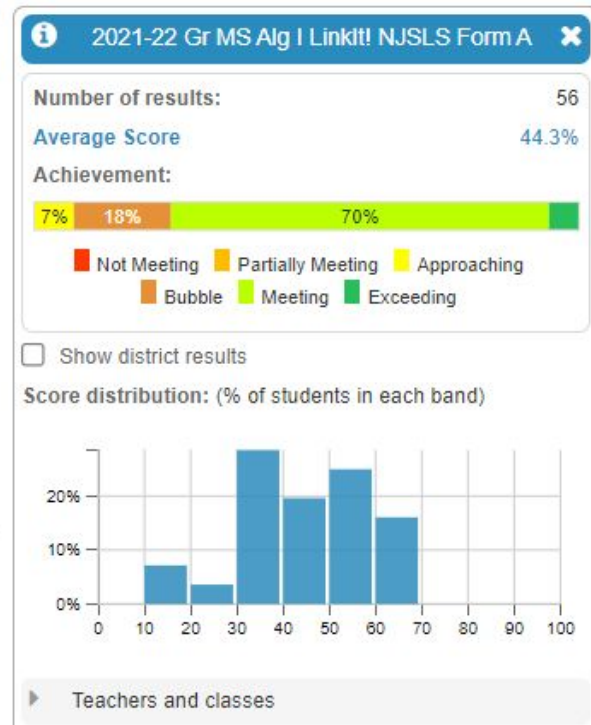 2021-22 Gr MS Alg I LinkIt! NJSLS Form A
Number of results: 56
Average Score 44.3%
Achievement:
7% 18% 70%
Not Meeting Partially Meeting Approaching
Bubble Meeting Exceeding
Show district results
Score distribution: (% of students in each band)
20%
10%
0%
0 10 20 30 40 50 60 70 80 90 100
Teachers and classes